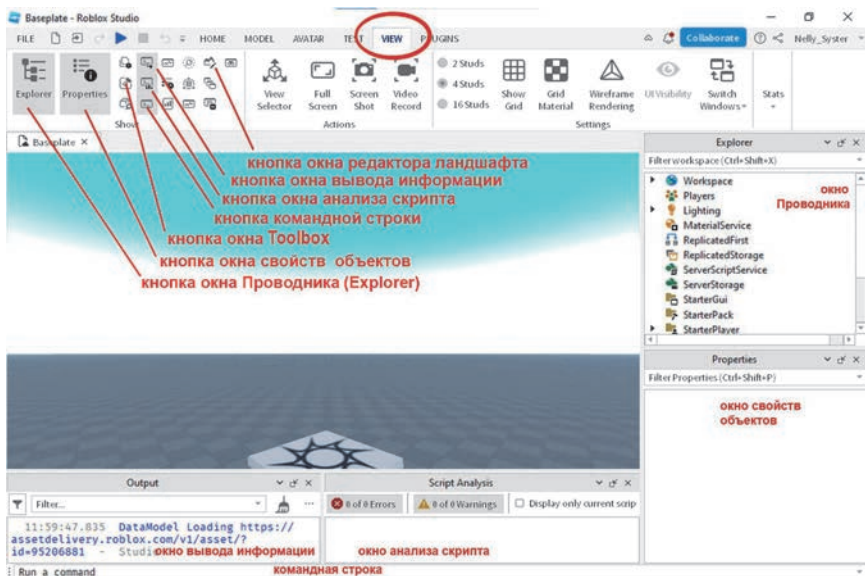 Baseplate - Roblox Studio
FILE HOME MODEL AVATAR TEST VIEW PLUGINS Collaborate Nelly_Syster
2 Studs
4 Studs
16 Studs
Explorer Properties View Selector Full Screen Screen Shot Video Record Show Grid Grid Material Wireframe Rendering UI Visibility Switch Windows Stats
Show Actions Settings
Baseplate
кнопка окна редактора ландшафта
кнопка окна вывода информации
кнопка окна анализа скрипта
кнопка командной строки
кнопка окна Toolbox
кнопка окна свойств объектов
кнопка окна Проводника (Explorer)
Explorer
Filter workspace (Ctrl+Shift+X)
Workspace
Players
Lighting
MaterialService
ReplicatedFirst
ReplicatedStorage
ServerScriptService
ServerStorage
StarterGui
StarterPack
StarterPlayer
окно
Проводника
Properties
Filter Properties (Ctrl+Shift+P)
окно свойств
объектов
Output
Filter...
11:59:47.835 DataModel Loading https://
assetdelivery.roblox.com/v1/asset/?
id=95206881 - Studio
окно вывода информации
Script Analysis
0 of 0 Errors 0 of 0 Warnings Display only current scrip
окно анализа скрипта
Run a command
командная строка